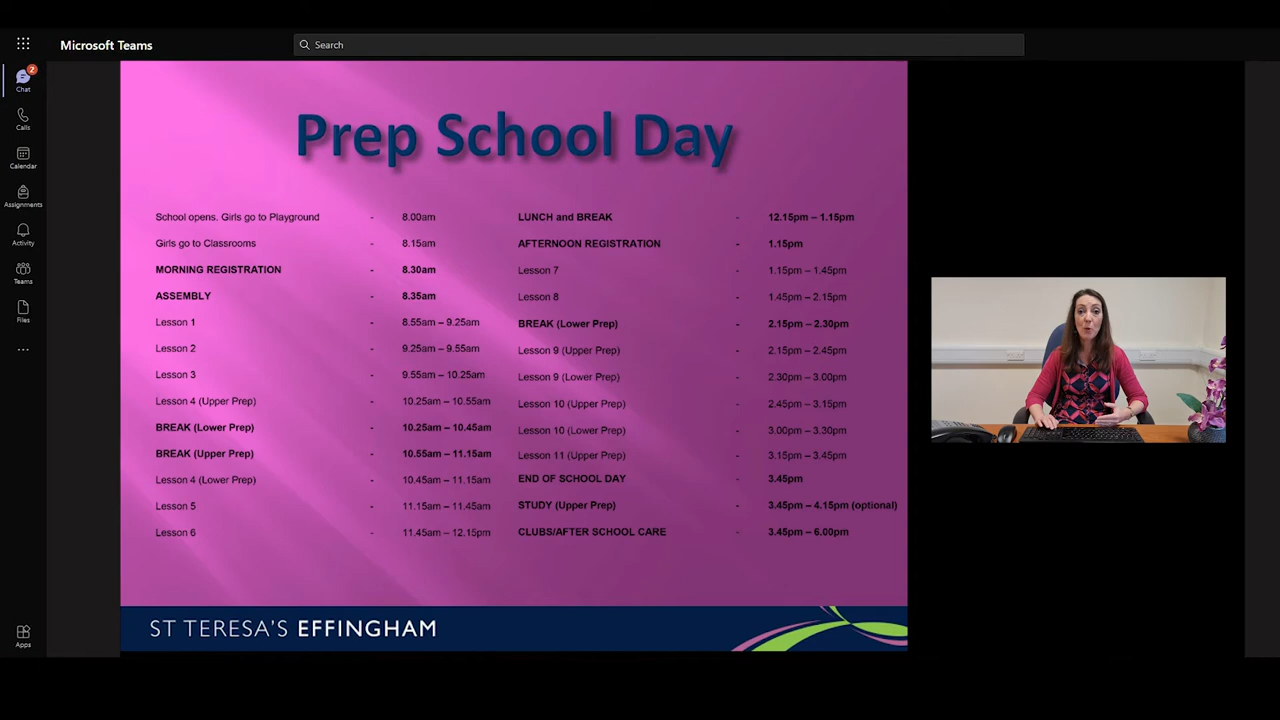 Microsoft Teams
Search
2
Chat
Calls
Calendar
Assignments
Activity
Teams
Files
...
Apps
Prep School Day
School opens. Girls go to Playground - 8.00am
Girls go to Classrooms - 8.15am
MORNING REGISTRATION - 8.30am
ASSEMBLY - 8.35am
Lesson 1 - 8.55am – 9.25am
Lesson 2 - 9.25am – 9.55am
Lesson 3 - 9.55am – 10.25am
Lesson 4 (Upper Prep) - 10.25am – 10.55am
BREAK (Lower Prep) - 10.25am – 10.45am
BREAK (Upper Prep) - 10.55am – 11.15am
Lesson 4 (Lower Prep) - 10.45am – 11.15am
Lesson 5 - 11.15am – 11.45am
Lesson 6 - 11.45am – 12.15pm
LUNCH and BREAK - 12.15pm – 1.15pm
AFTERNOON REGISTRATION - 1.15pm
Lesson 7 - 1.15pm – 1.45pm
Lesson 8 - 1.45pm – 2.15pm
BREAK (Lower Prep) - 2.15pm – 2.30pm
Lesson 9 (Upper Prep) - 2.15pm – 2.45pm
Lesson 9 (Lower Prep) - 2.30pm – 3.00pm
Lesson 10 (Upper Prep) - 2.45pm – 3.15pm
Lesson 10 (Lower Prep) - 3.00pm – 3.30pm
Lesson 11 (Upper Prep) - 3.15pm – 3.45pm
END OF SCHOOL DAY - 3.45pm
STUDY (Upper Prep) - 3.45pm – 4.15pm (optional)
CLUBS/AFTER SCHOOL CARE - 3.45pm – 6.00pm
ST TERESA'S EFFINGHAM